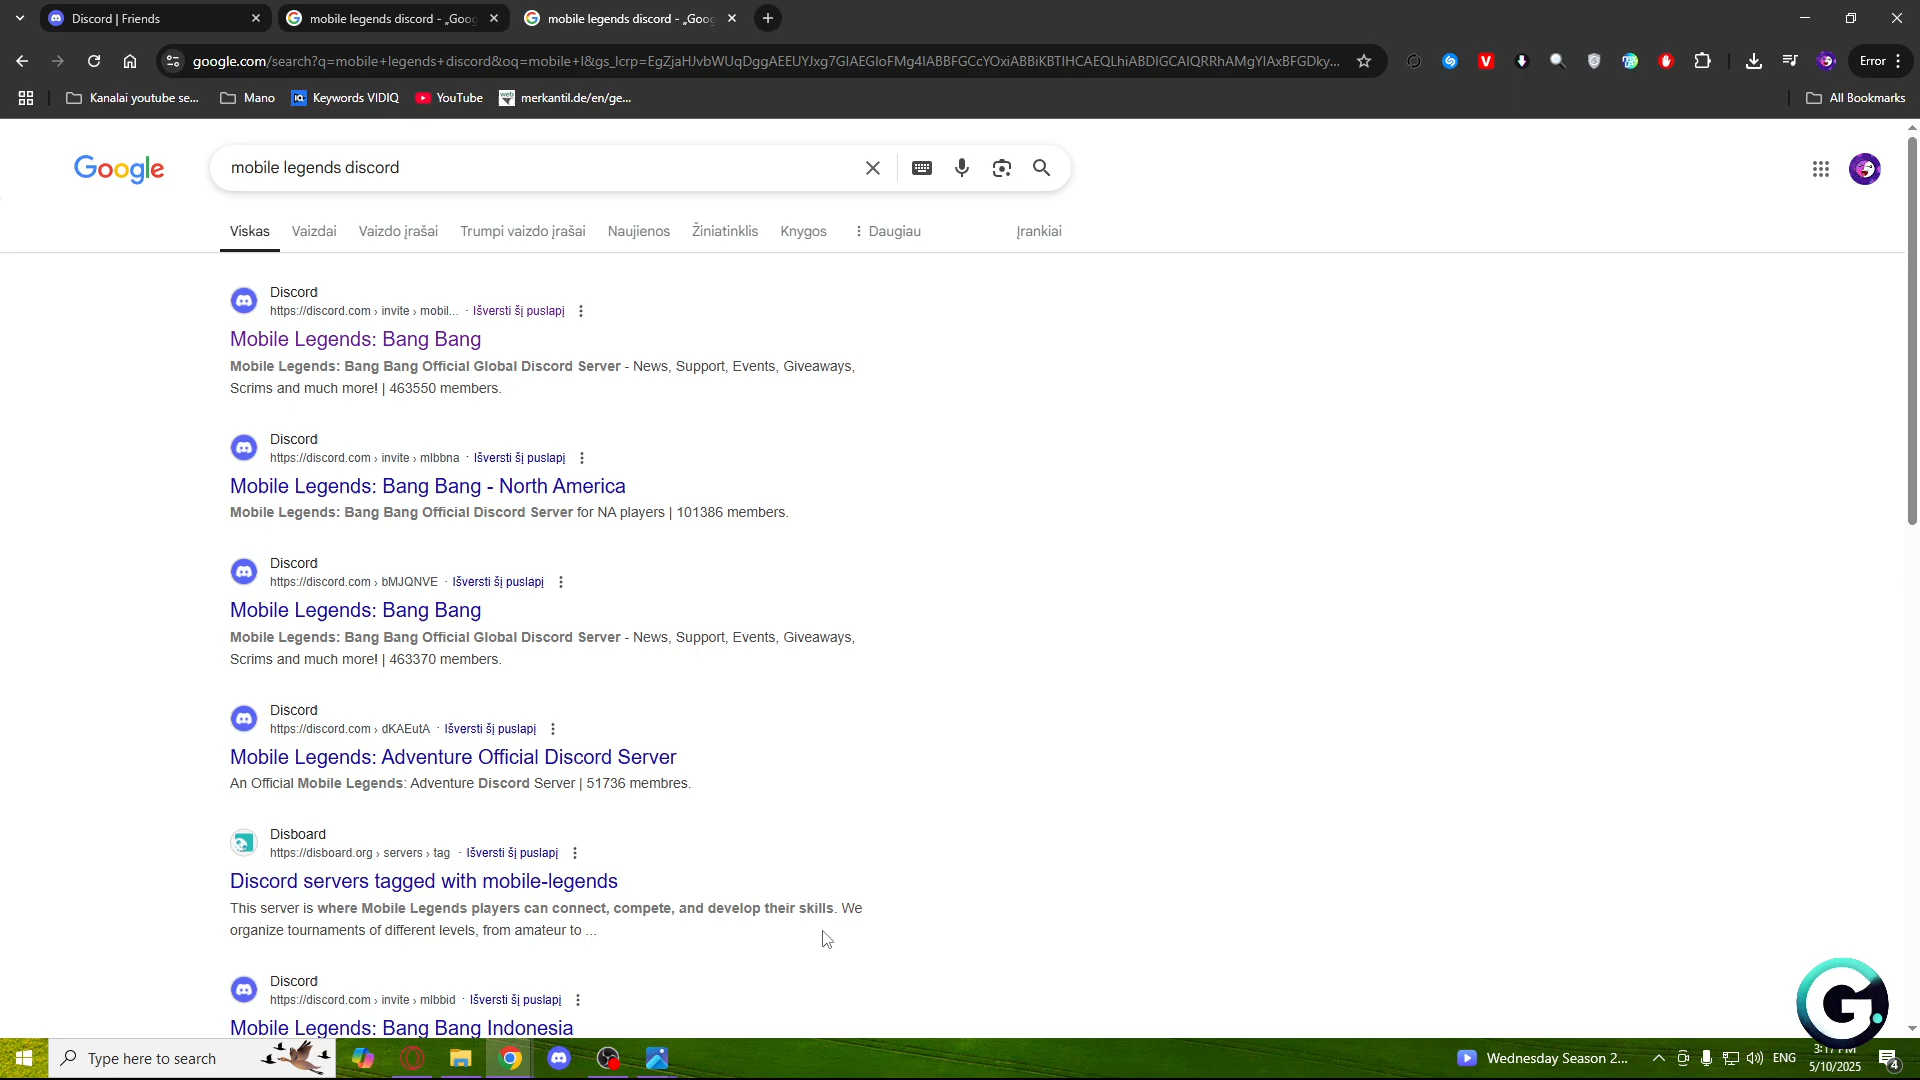 Discord | Friends
mobile legends discord - „Goo
mobile legends discord - „Goo
google.com/search?q=mobile+legends+discord&oq=mobile+l&gs_lcrp=EgZjaHJvbWUqDggAEEUYJxg7GIAEGIoFMg4IABBFGCcYOxiABBiKBTIHCAEQLhiABDIGCAIQRRhAMgYIAxBFGDky...
Error
Kanalai youtube se...
Mano
Keywords VIDIQ
YouTube
merkantil.de/en/ge...
All Bookmarks
Google
mobile legends discord
Viskas Vaizdai Vaizdo įrašai Trumpi vaizdo įrašai Naujienos Žiniatinklis Knygos Daugiau Įrankiai
Discord
https://discord.com › invite › mobil... · Išversti šį puslapį
Mobile Legends: Bang Bang
Mobile Legends: Bang Bang Official Global Discord Server - News, Support, Events, Giveaways,
Scrims and much more! | 463550 members.
Discord
https://discord.com › invite › mlbbna · Išversti šį puslapį
Mobile Legends: Bang Bang - North America
Mobile Legends: Bang Bang Official Discord Server for NA players | 101386 members.
Discord
https://discord.com › bMJQNVE · Išversti šį puslapį
Mobile Legends: Bang Bang
Mobile Legends: Bang Bang Official Global Discord Server - News, Support, Events, Giveaways,
Scrims and much more! | 463370 members.
Discord
https://discord.com › dKAEutA · Išversti šį puslapį
Mobile Legends: Adventure Official Discord Server
An Official Mobile Legends: Adventure Discord Server | 51736 membres.
Disboard
https://disboard.org › servers › tag · Išversti šį puslapį
Discord servers tagged with mobile-legends
This server is where Mobile Legends players can connect, compete, and develop their skills. We
organize tournaments of different levels, from amateur to ...
Discord
https://discord.com › invite › mlbbid · Išversti šį puslapį
Mobile Legends: Bang Bang Indonesia
G
Type here to search
Wednesday Season 2...
ENG
3:17 PM
5/10/2025
4